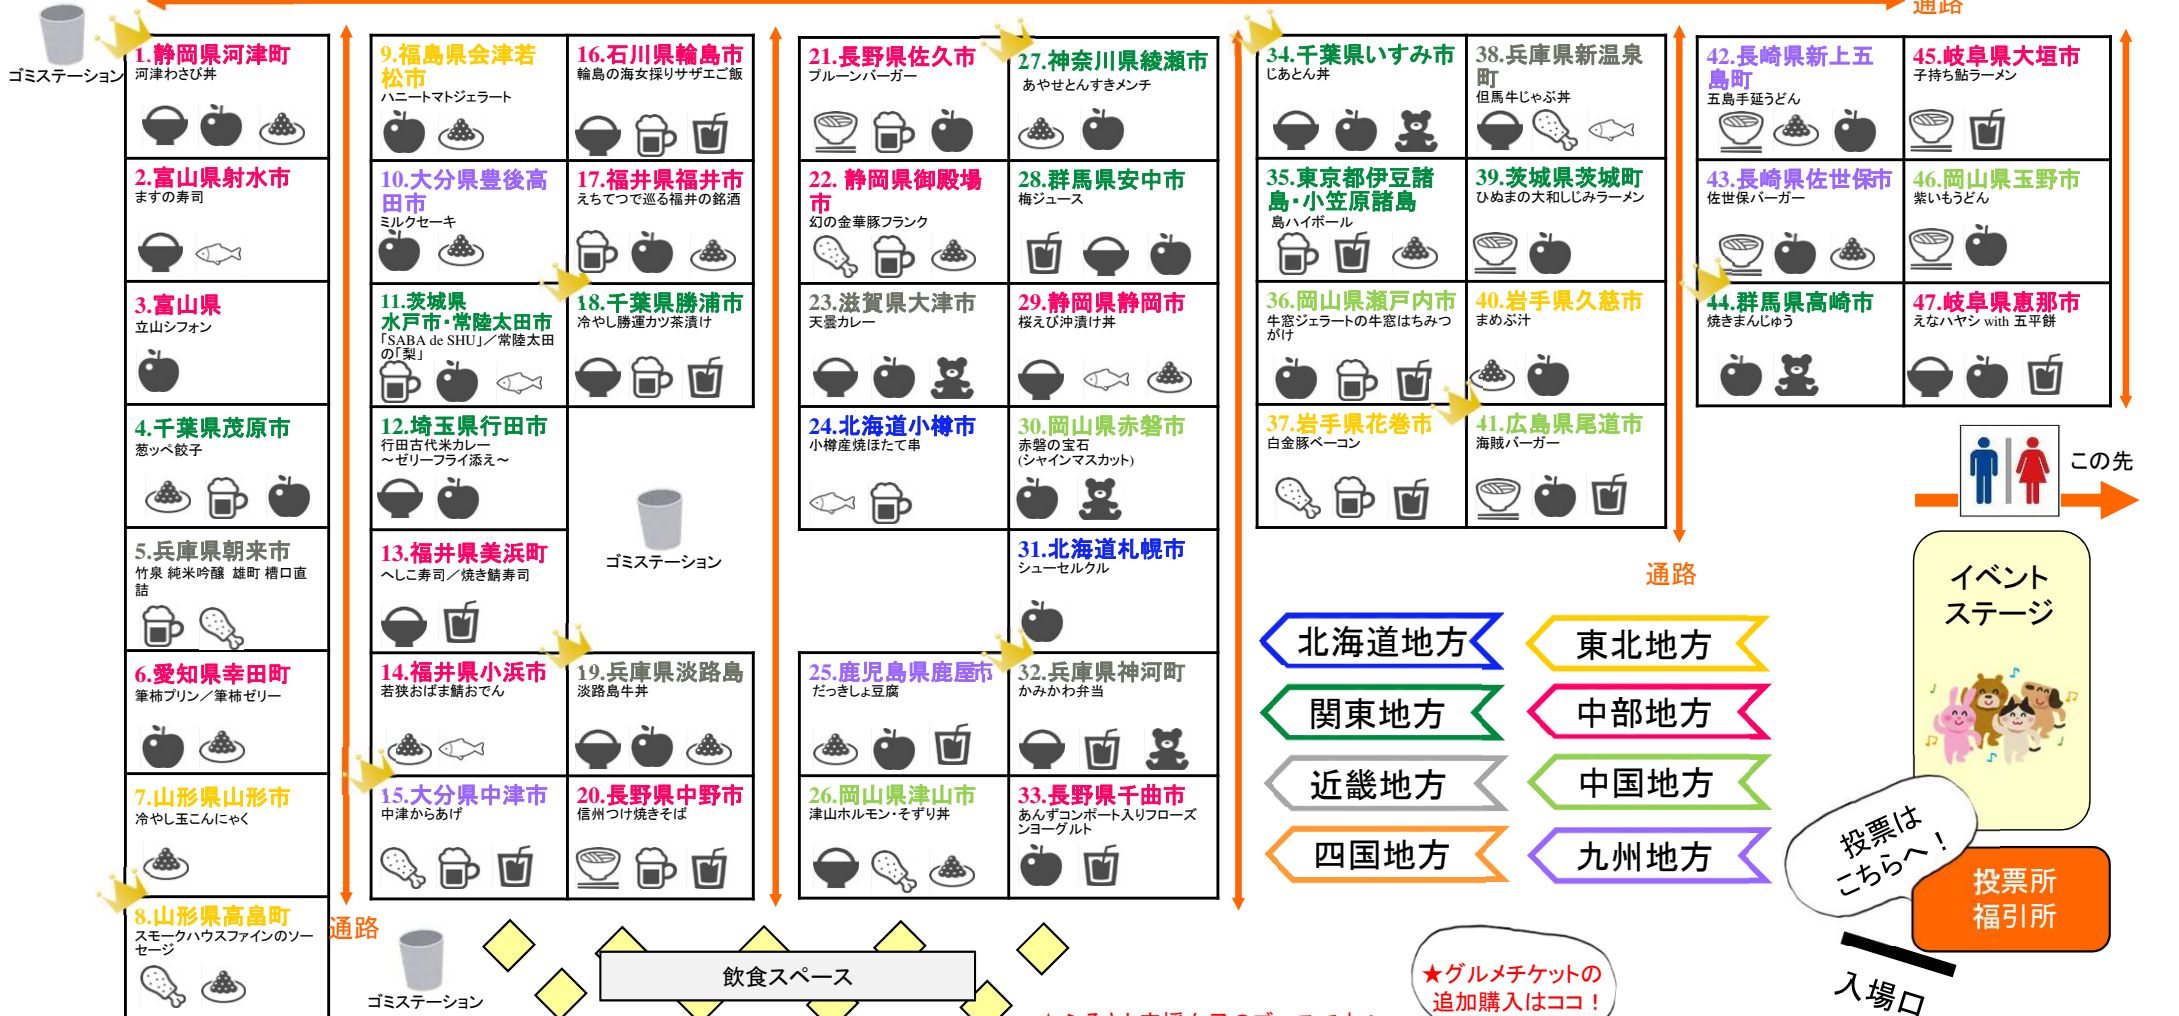 通路
ゴミステーション
1.静岡県河津町
河津わさび丼
2.富山県射水市
ますの寿司
3.富山県
立山シフォン
4.千葉県茂原市
葱ッペ餃子
5.兵庫県朝来市
竹泉 純米吟醸 雄町 槽口直
詰
6.愛知県幸田町
筆柿プリン／筆柿ゼリー
7.山形県山形市
冷やし玉こんにゃく
8.山形県高畠町
スモークハウスファインのソー
セージ
通路
9.福島県会津若
松市
ハニートマトジェラート
10.大分県豊後高
田市
ミルクセーキ
11.茨城県
水戸市・常陸太田市
「SABA de SHU」／常陸太田
の「梨」
12.埼玉県行田市
行田古代米カレー
～ゼリーフライ添え～
13.福井県美浜町
へしこ寿司／焼き鯖寿司
14.福井県小浜市
若狭おばま鯖おでん
15.大分県中津市
中津からあげ
16.石川県輪島市
輪島の海女採りサザエご飯
17.福井県福井市
えちてつで巡る福井の銘酒
18.千葉県勝浦市
冷やし勝運カツ茶漬け
ゴミステーション
19.兵庫県淡路島
淡路島牛丼
20.長野県中野市
信州つけ焼きそば
21.長野県佐久市
プルーンバーガー
22. 静岡県御殿場
市
幻の金華豚フランク
23.滋賀県大津市
天曇カレー
24.北海道小樽市
小樽産焼ほたて串
25.鹿児島県鹿屋市
だっきしょ豆腐
26.岡山県津山市
津山ホルモン・そずり丼
27.神奈川県綾瀬市
あやせとんすきメンチ
28.群馬県安中市
梅ジュース
29.静岡県静岡市
桜えび沖漬け丼
30.岡山県赤磐市
赤磐の宝石
(シャインマスカット)
31.北海道札幌市
シューセルクル
32.兵庫県神河町
かみかわ弁当
33.長野県千曲市
あんずコンポート入りフローズ
ンヨーグルト
34.千葉県いすみ市
じあとん丼
35.東京都伊豆諸
島・小笠原諸島
島ハイボール
36.岡山県瀬戸内市
牛窓ジェラートの牛窓はちみつ
がけ
37.岩手県花巻市
白金豚ベーコン
38.兵庫県新温泉
町
但馬牛じゃぶ丼
39.茨城県茨城町
ひぬまの大和しじみラーメン
40.岩手県久慈市
まめぶ汁
41.広島県尾道市
海賊バーガー
42.長崎県新上五
島町
五島手延うどん
43.長崎県佐世保市
佐世保バーガー
44.群馬県高崎市
焼きまんじゅう
45.岐阜県大垣市
子持ち鮎ラーメン
46.岡山県玉野市
紫いもうどん
47.岐阜県恵那市
えなハヤシ with 五平餅
この先
通路
イベント
ステージ
北海道地方
東北地方
関東地方
中部地方
近畿地方
中国地方
四国地方
九州地方
投票は
こちらへ！
投票所
福引所
入場口
ゴミステーション
飲食スペース
★グルメチケットの
追加購入はココ！